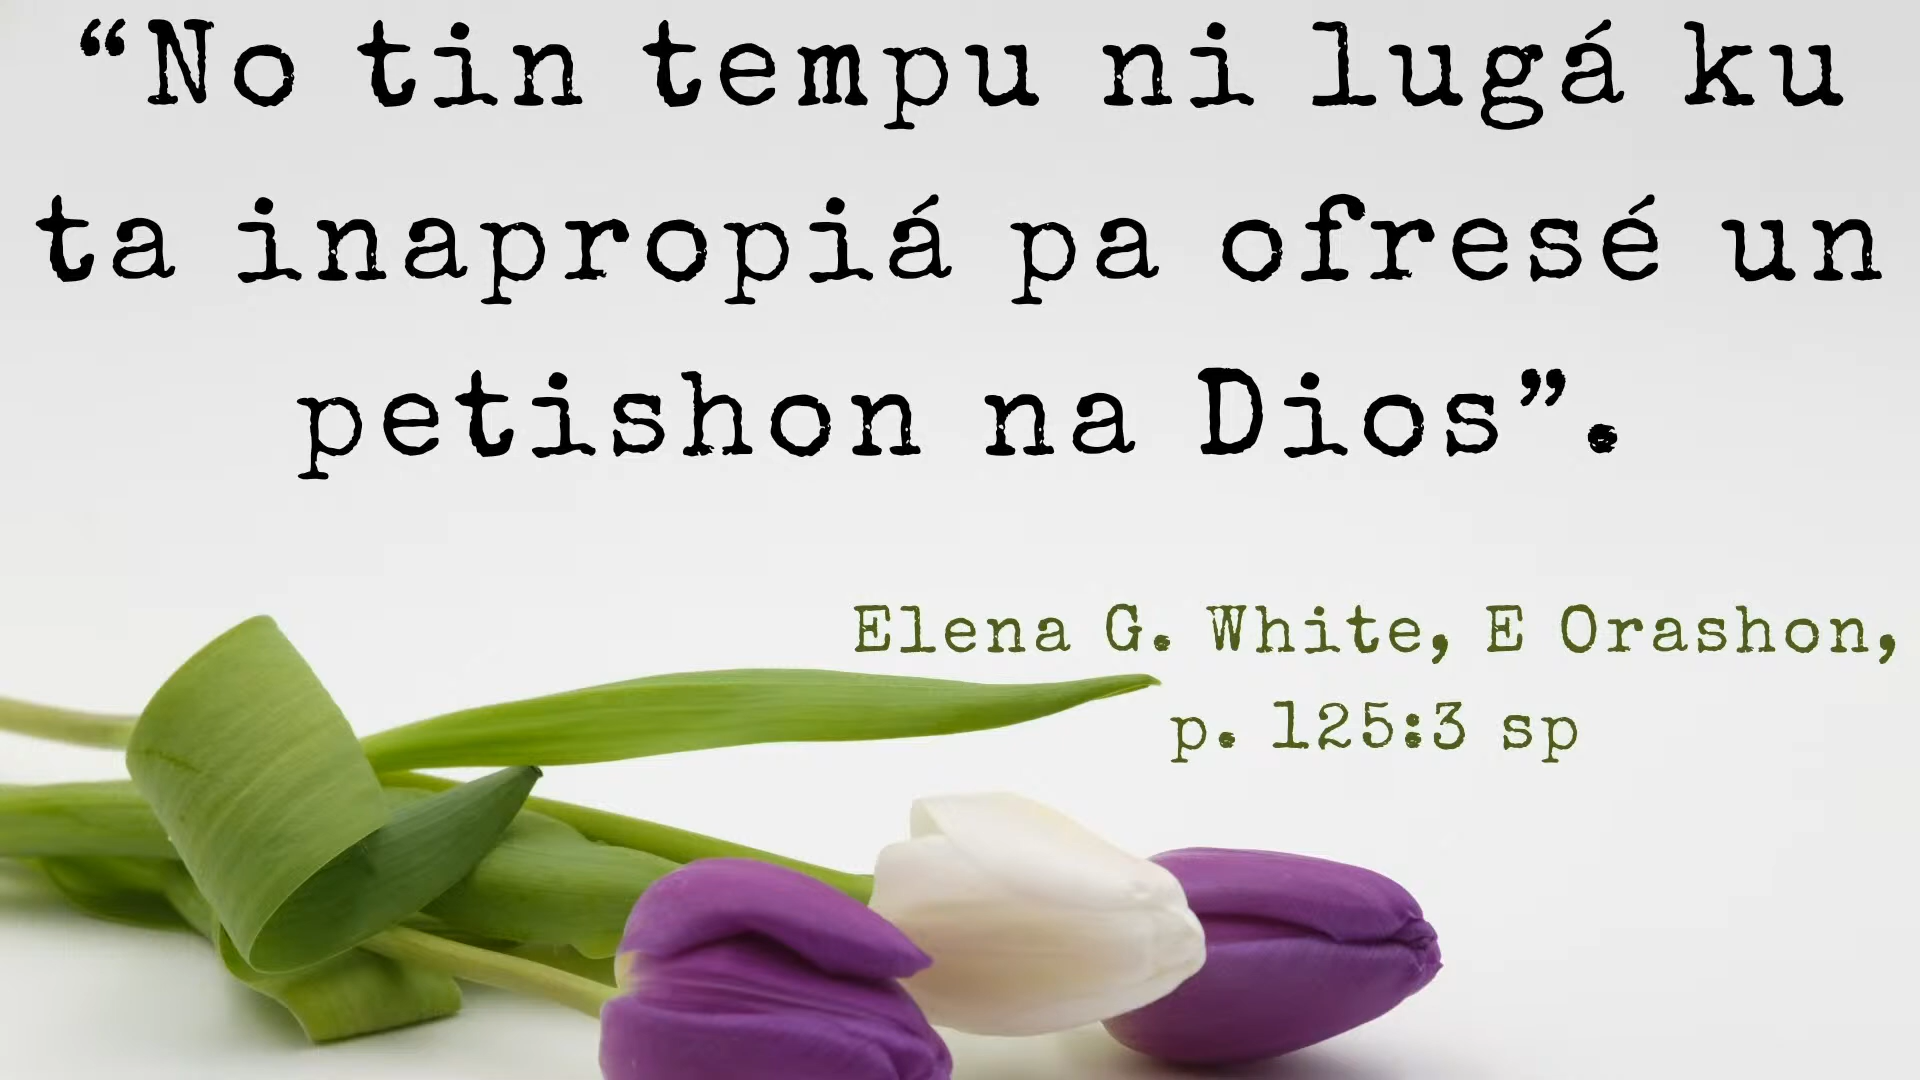 “No tin tempu ni lugá ku
ta inapropiá pa ofresé un
petishon na Dios”.
Elena G. White, E Orashon,
p. 125:3 sp